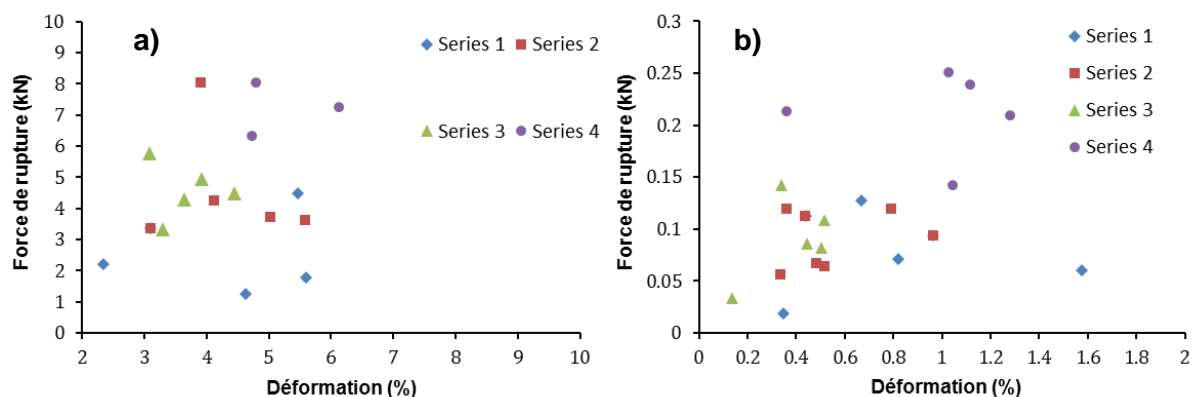 a)
Force de rupture (kN)
10
9
8
7
6
5
4
3
2
1
0
2 3 4 5 6 7 8 9 10
Déformation (%)
Series 1 Series 2
Series 3 Series 4
b)
Force de rupture (kN)
0.3
0.25
0.2
0.15
0.1
0.05
0
0 0.2 0.4 0.6 0.8 1 1.2 1.4 1.6 1.8 2
Déformation (%)
Series 1
Series 2
Series 3
Series 4